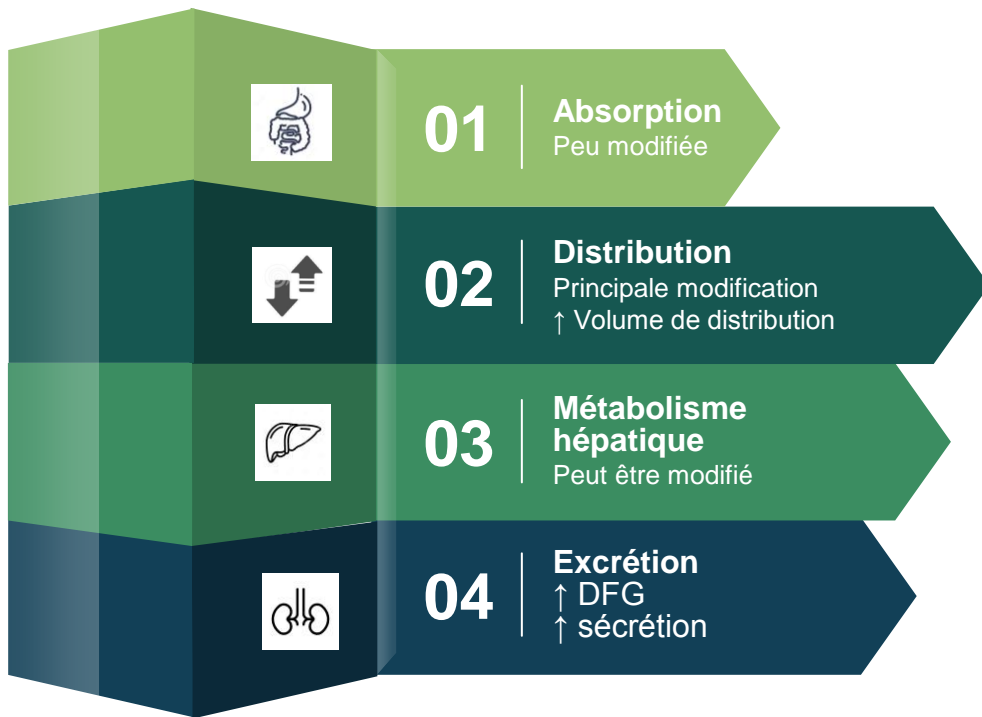 01
Absorption
Peu modifiée
02
Distribution
Principale modification
↑ Volume de distribution
03
Métabolisme
hépatique
Peut être modifié
04
Excrétion
↑ DFG
↑ sécrétion